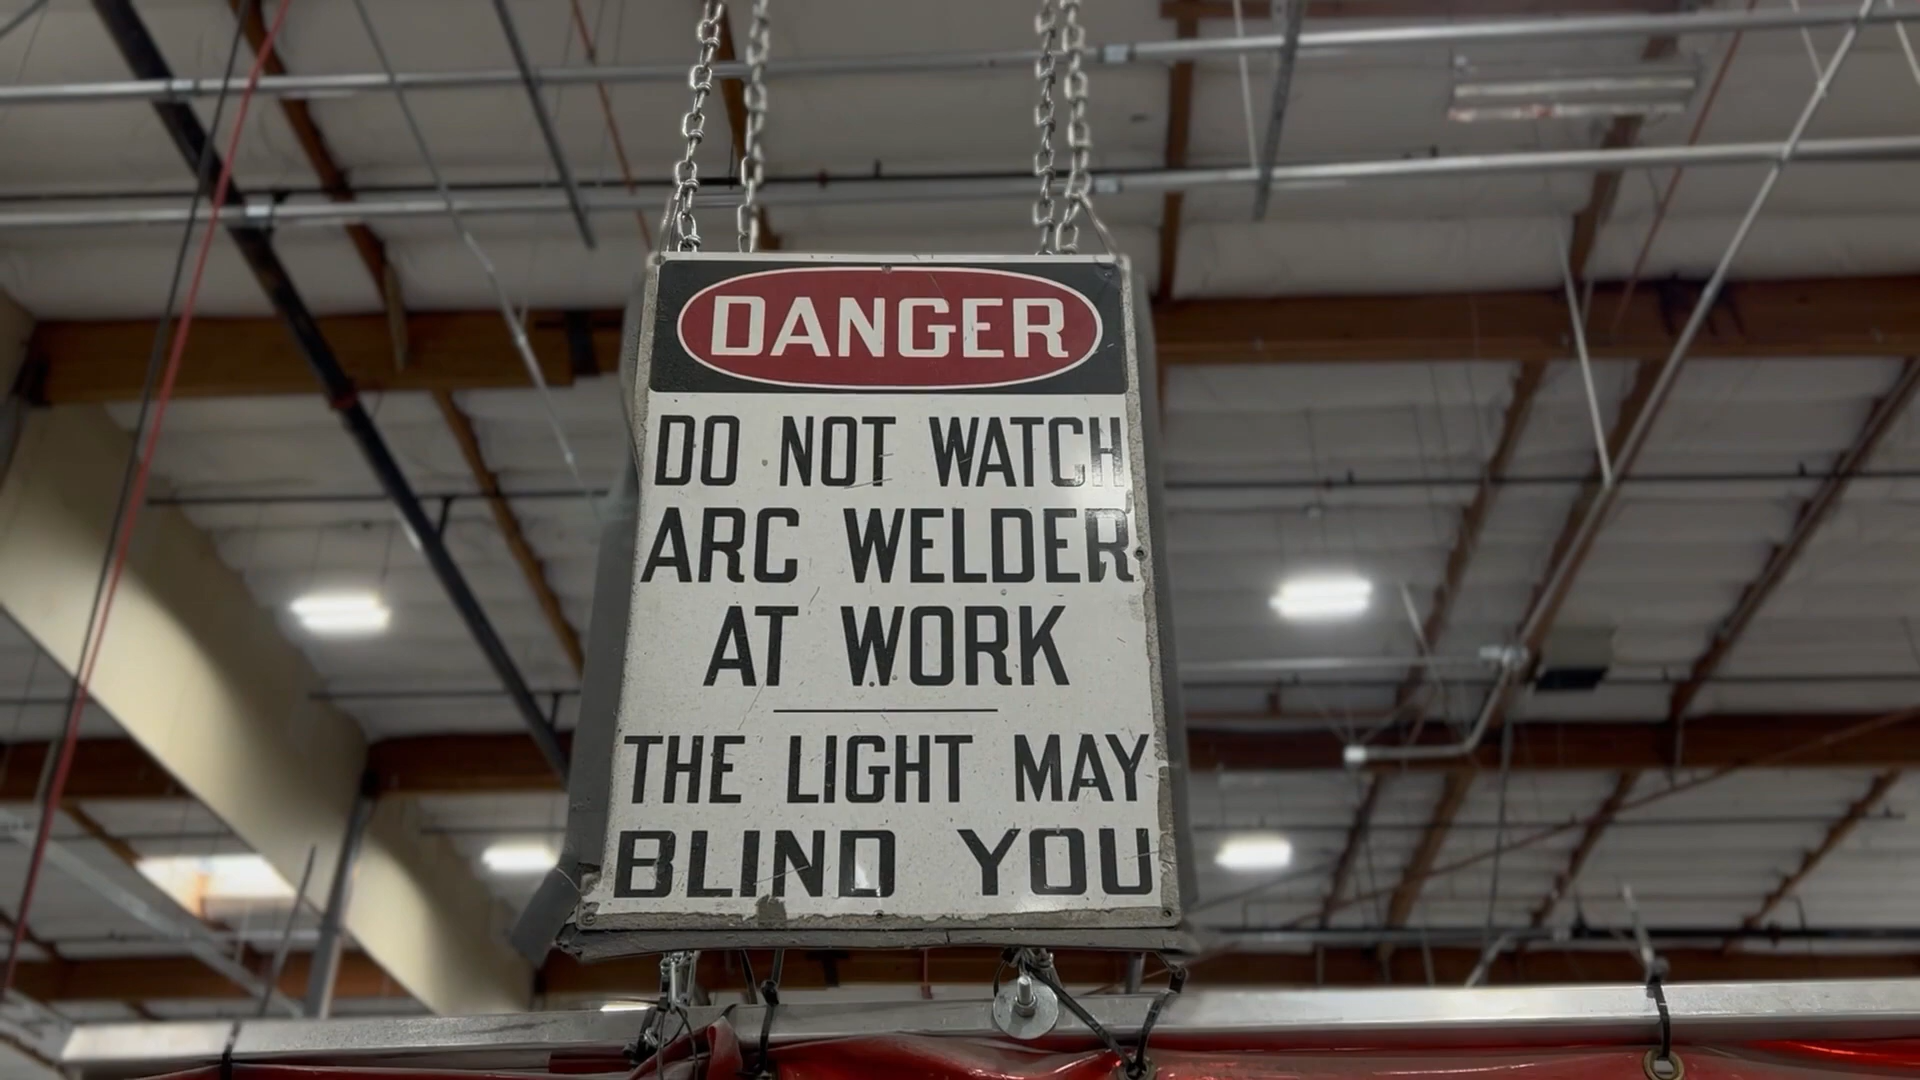 DANGER
DO NOT WATCH
ARC WELDER
AT WORK
THE LIGHT MAY
BLIND YOU